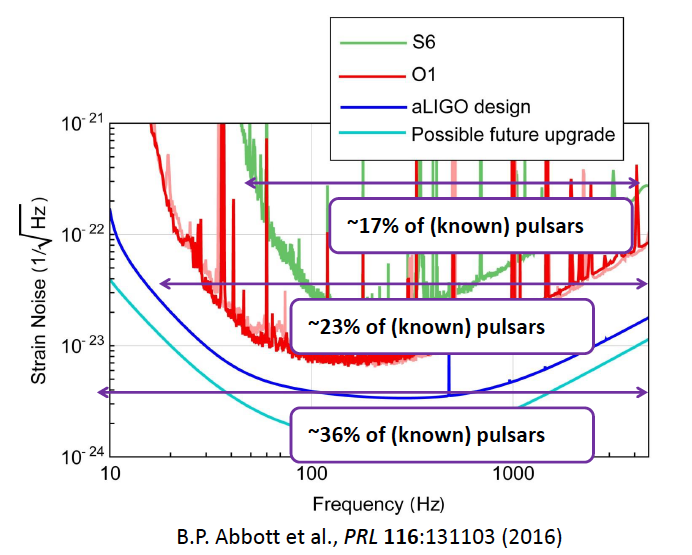 S6
O1
aLIGO design
Possible future upgrade
10-21
10-22
10-23
10-24
Strain Noise (1/√Hz)
~17% of (known) pulsars
~23% of (known) pulsars
~36% of (known) pulsars
10 100 1000
Frequency (Hz)
B.P. Abbott et al., PRL 116:131103 (2016)